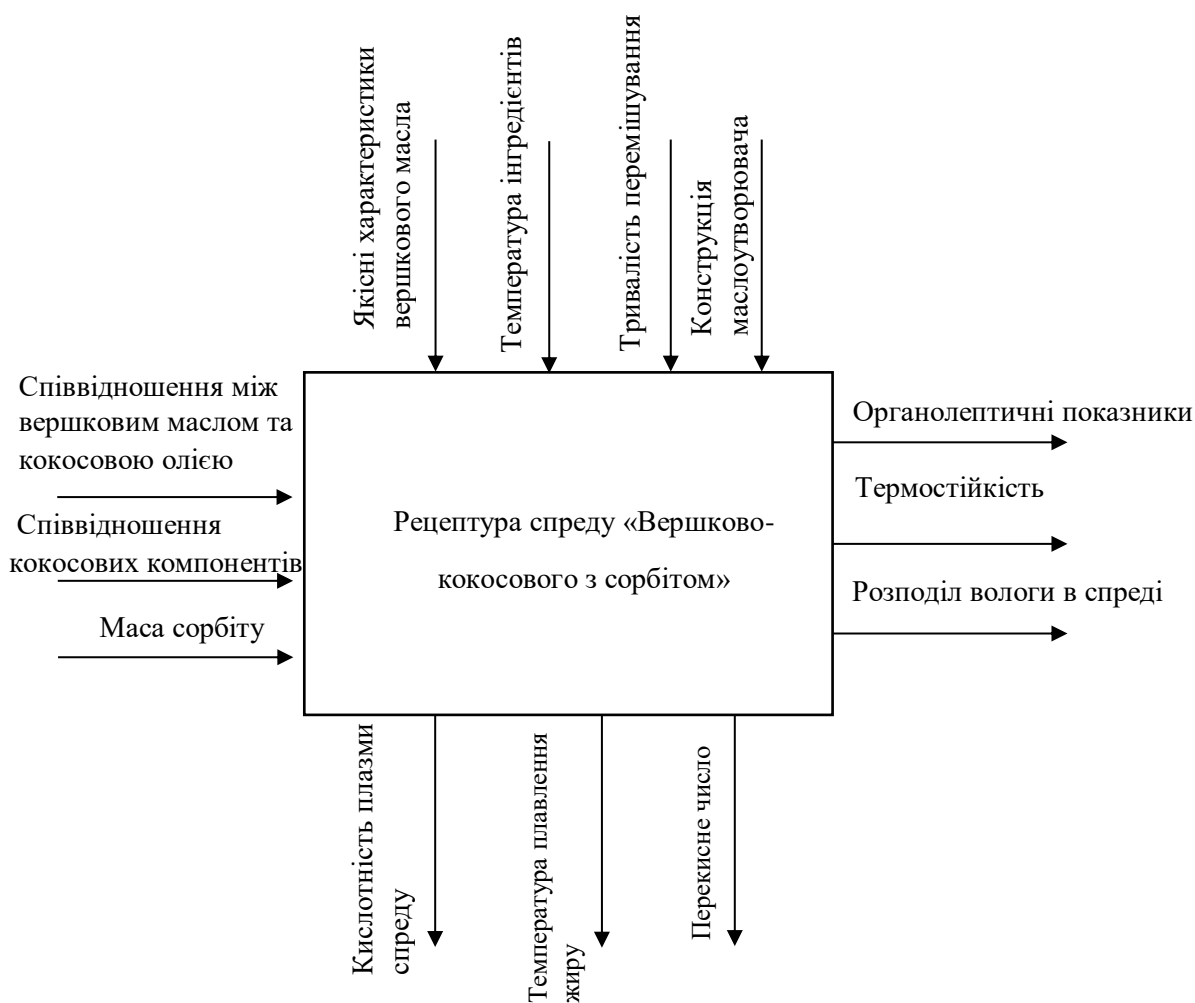 Якісні характеристики
вершкового масла
Температура інгредієнтів
Тривалість перемішування
Конструкція
маслоутворювача
Співвідношення між
вершковим маслом та
кокосовою олією
Співвідношення
кокосових компонентів
Маса сорбіту
Рецептура спреду «Вершково-
кокосового з сорбітом»
Органолептичні показники
Термостійкість
Розподіл вологи в спреді
Кислотність плазми
спреду
Температура плавлення
жиру
Перекисне число